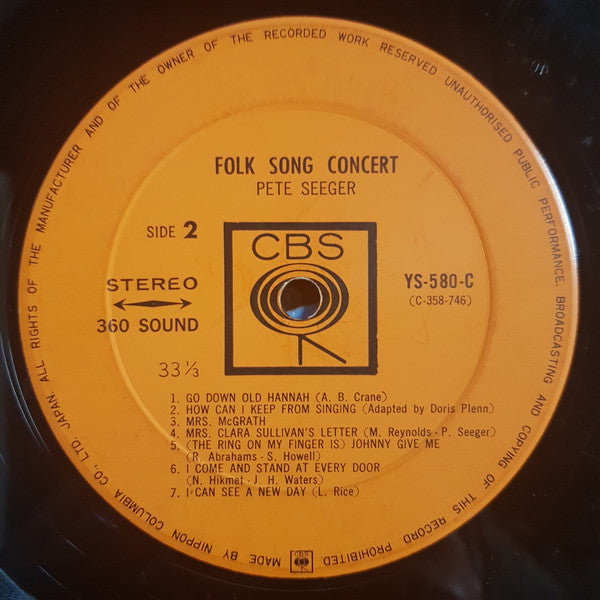 MADE BY NIPPON COLUMBIA CO., LTD. JAPAN. ALL RIGHTS OF THE MANUFACTURER AND OF THE OWNER OF THE RECORDED WORK RESERVED UNAUTHORISED PUBLIC PERFORMANCE, BROADCASTING AND COPYING OF THIS RECORD PROHIBITED
FOLK SONG CONCERT
PETE SEEGER
SIDE 2
CBS
STEREO
360 SOUND
33 1/3
YS-580-C
(C-358-746)
1. GO DOWN OLD HANNAH (A. B. Crane)
2. HOW CAN I KEEP FROM SINGING (Adapted by Doris Plenn)
3. MRS. McGRATH
4. MRS. CLARA SULLIVAN'S LETTER (M. Reynolds - P. Seeger)
5. (THE RING ON MY FINGER IS) JOHNNY GIVE ME
(R. Abrahams - S. Howell)
6. I COME AND STAND AT EVERY DOOR
(N. Hikmet - J. H. Waters)
7. I CAN SEE A NEW DAY (L. Rice)
CBS